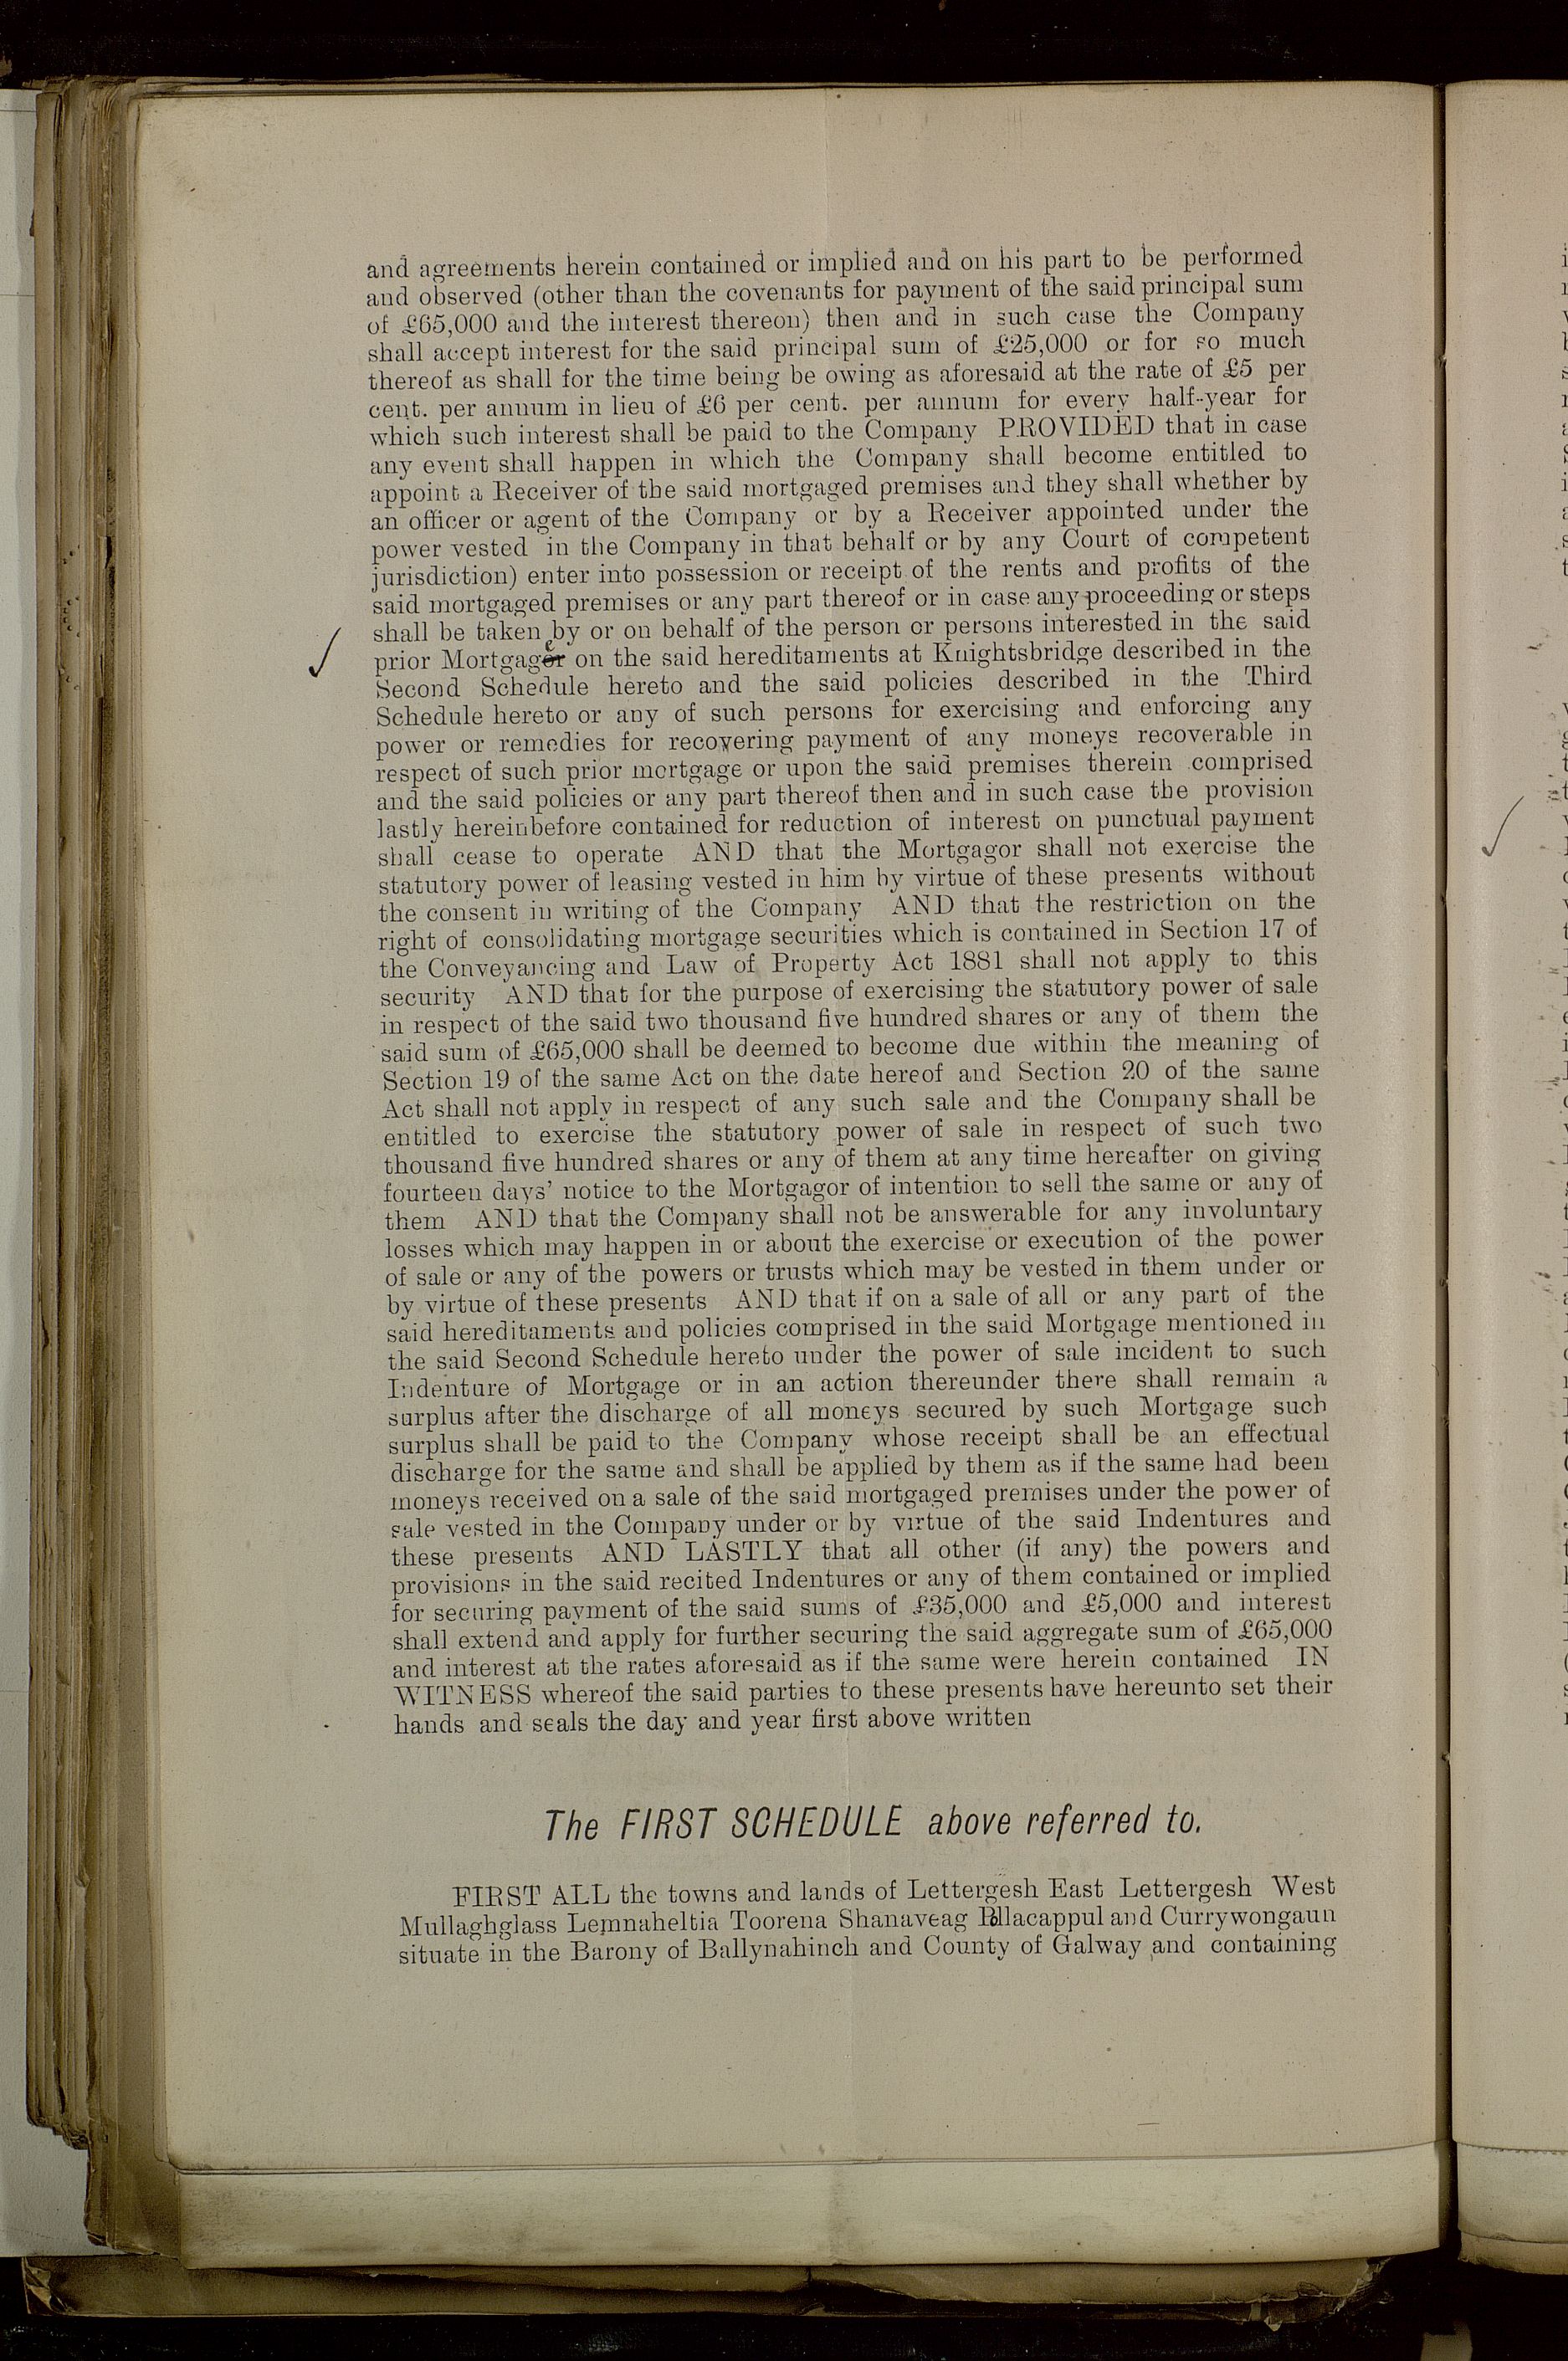 and agreements herein contained or implied and on his part to be performed
and observed (other than the covenants for payment of the said principal sum
of £65,000 and the interest thereon) then and in such case the Company
shall accept interest for the said principal sum of £25,000 or for so much
thereof as shall for the time being be owing as aforesaid at the rate of £5 per
cent. per annum in lieu of £6 per cent. per annum for every half-year for
which such interest shall be paid to the Company PROVIDED that in case
any event shall happen in which the Company shall become entitled to
appoint a Receiver of the said mortgaged premises and they shall whether by
an officer or agent of the Company or by a Receiver appointed under the
power vested in the Company in that behalf or by any Court of competent
jurisdiction) enter into possession or receipt of the rents and profits of the
said mortgaged premises or any part thereof or in case any proceeding or steps
shall be taken by or on behalf of the person or persons interested in the said
prior Mortgage on the said hereditaments at Knightsbridge described in the
Second Schedule hereto and the said policies described in the Third
Schedule hereto or any of such persons for exercising and enforcing any
power or remedies for recovering payment of any moneys recoverable in
respect of such prior mortgage or upon the said premises therein comprised
and the said policies or any part thereof then and in such case the provision
lastly hereinbefore contained for reduction of interest on punctual payment
shall cease to operate AND that the Mortgagor shall not exercise the
statutory power of leasing vested in him by virtue of these presents without
the consent in writing of the Company AND that the restriction on the
right of consolidating mortgage securities which is contained in Section 17 of
the Conveyancing and Law of Property Act 1881 shall not apply to this
security AND that for the purpose of exercising the statutory power of sale
in respect of the said two thousand five hundred shares or any of them the
said sum of £65,000 shall be deemed to become due within the meaning of
Section 19 of the same Act on the date hereof and Section 20 of the same
Act shall not apply in respect of any such sale and the Company shall be
entitled to exercise the statutory power of sale in respect of such two
thousand five hundred shares or any of them at any time hereafter on giving
fourteen days' notice to the Mortgagor of intention to sell the same or any of
them AND that the Company shall not be answerable for any involuntary
losses which may happen in or about the exercise or execution of the power
of sale or any of the powers or trusts which may be vested in them under or
by virtue of these presents AND that if on a sale of all or any part of the
said hereditaments and policies comprised in the said Mortgage mentioned in
the said Second Schedule hereto under the power of sale incident to such
Indenture of Mortgage or in an action thereunder there shall remain a
surplus after the discharge of all moneys secured by such Mortgage such
surplus shall be paid to the Company whose receipt shall be an effectual
discharge for the same and shall be applied by them as if the same had been
moneys received on a sale of the said mortgaged premises under the power of
sale vested in the Company under or by virtue of the said Indentures and
these presents AND LASTLY that all other (if any) the powers and
provisions in the said recited Indentures or any of them contained or implied
for securing payment of the said sums of £35,000 and £5,000 and interest
shall extend and apply for further securing the said aggregate sum of £65,000
and interest at the rates aforesaid as if the same were herein contained IN
WITNESS whereof the said parties to these presents have hereunto set their
hands and seals the day and year first above written
The FIRST SCHEDULE above referred to.
FIRST ALL the towns and lands of Lettergesh East Lettergesh West
Mullaghglass Lemnaheltia Toorena Shanaveag Pollacappul and Currywongaun
situate in the Barony of Ballynahinch and County of Galway and containing